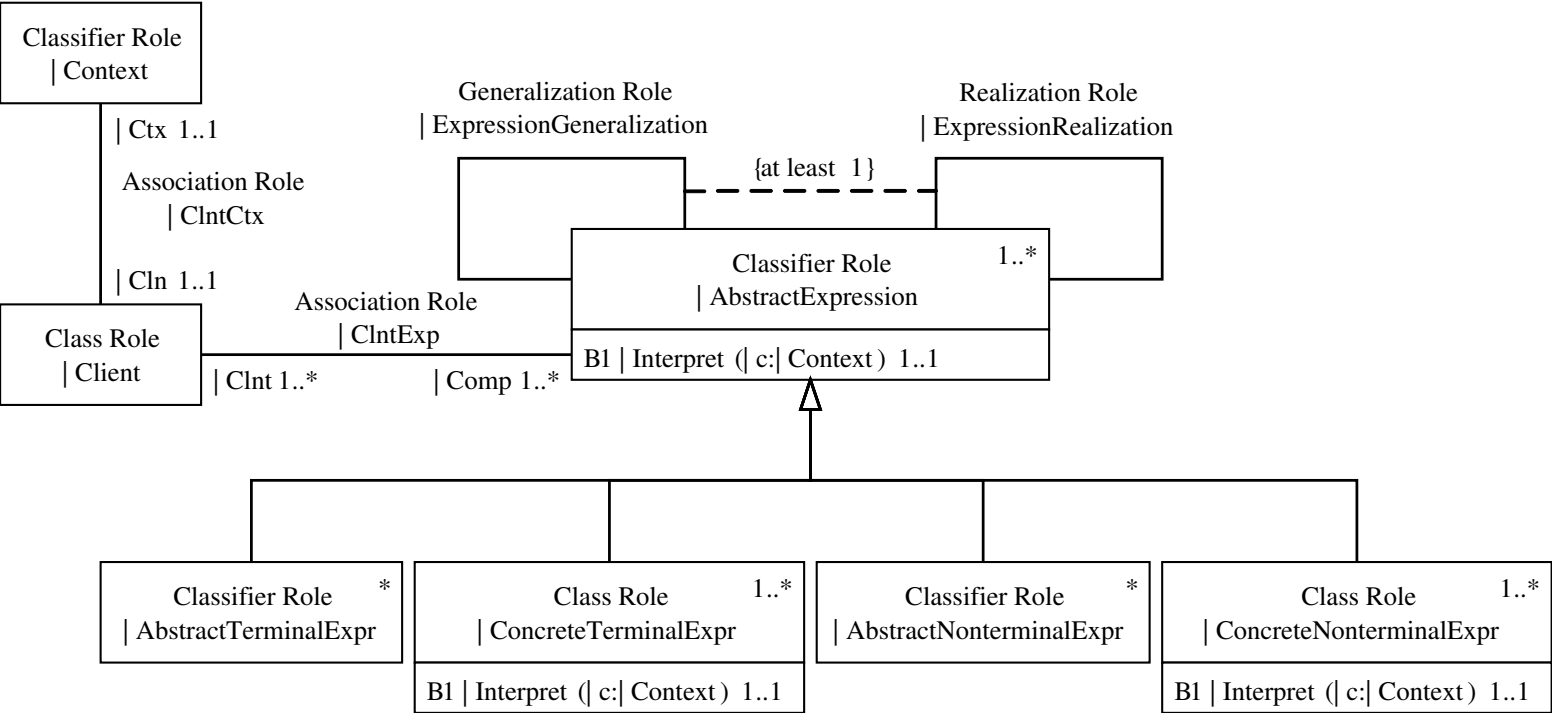 Classifier Role
| Context
| Ctx 1..1
Association Role
| ClntCtx
| Cln 1..1
Class Role
| Client
Association Role
| ClntExp
| Clnt 1..*
| Comp 1..*
Generalization Role
| ExpressionGeneralization
{at least 1}
Realization Role
| ExpressionRealization
1..*
Classifier Role
| AbstractExpression
B1 | Interpret (| c:| Context) 1..1
*
Classifier Role
| AbstractTerminalExpr
1..*
Class Role
| ConcreteTerminalExpr
B1 | Interpret (| c:| Context) 1..1
*
Classifier Role
| AbstractNonterminalExpr
1..*
Class Role
| ConcreteNonterminalExpr
B1 | Interpret (| c:| Context) 1..1